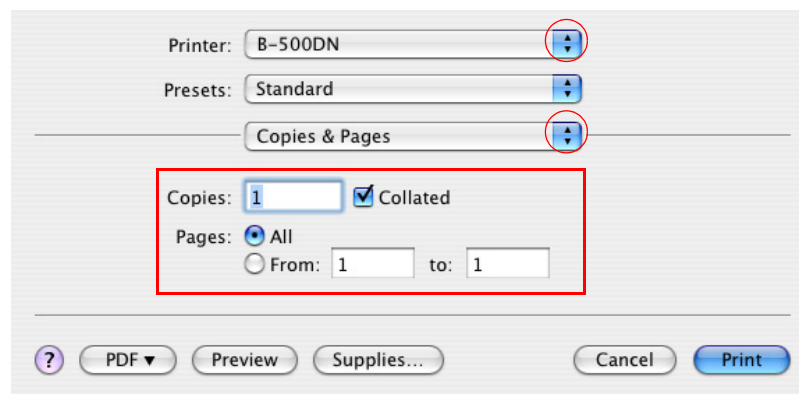 Printer: B-500DN
Presets: Standard
Copies & Pages
Copies: 1 Collated
Pages: All
From: 1 to: 1
? PDF▼ Preview Supplies... Cancel Print